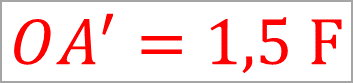 OA′ = 1,5 F